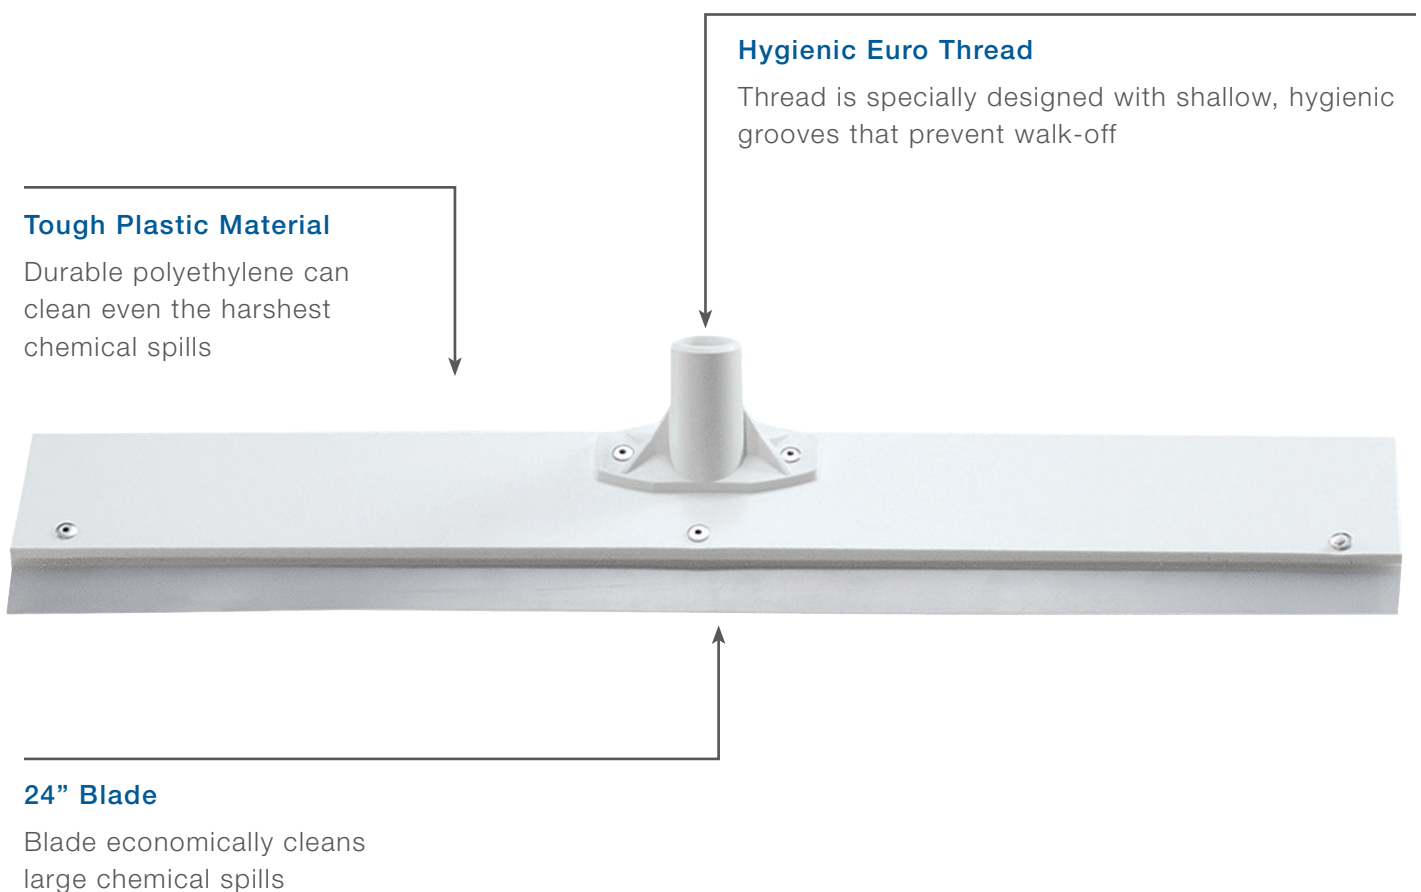 Hygienic Euro Thread
Thread is specially designed with shallow, hygienic
grooves that prevent walk-off
Tough Plastic Material
Durable polyethylene can
clean even the harshest
chemical spills
24” Blade
Blade economically cleans
large chemical spills